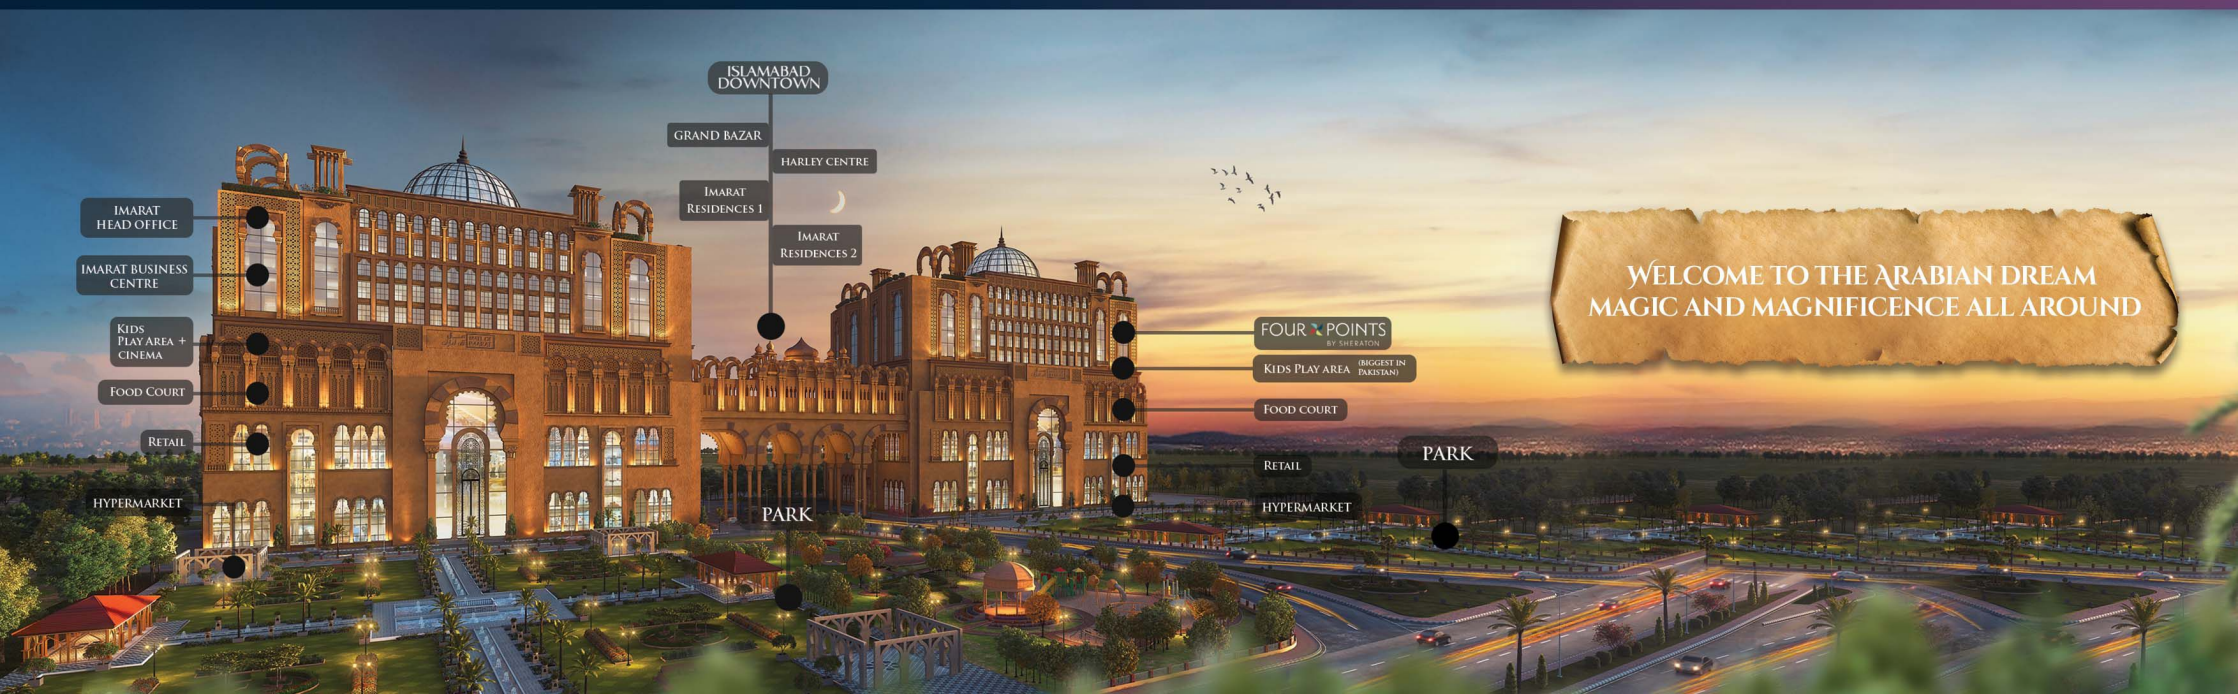 ISLAMABAD
DOWNTOWN
GRAND BAZAR
HARLEY CENTRE
IMARAT
RESIDENCES 1
IMARAT
RESIDENCES 2
IMARAT
HEAD OFFICE
IMARAT BUSINESS
CENTRE
KIDS
PLAY AREA +
CINEMA
FOOD COURT
RETAIL
HYPERMARKET
PARK
FOUR POINTS
BY SHERATON
KIDS PLAY AREA (BIGGEST IN
PAKISTAN)
FOOD COURT
RETAIL
HYPERMARKET
PARK
WELCOME TO THE ARABIAN DREAM
MAGIC AND MAGNIFICENCE ALL AROUND